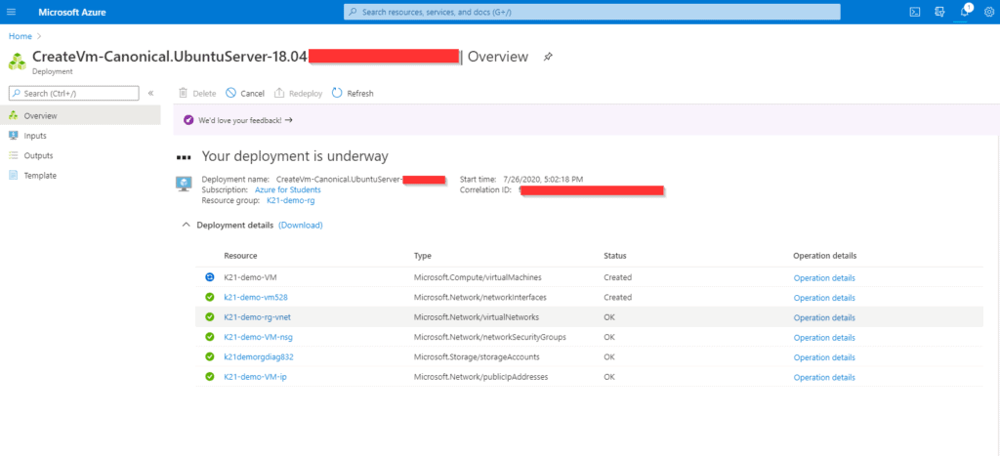 Microsoft Azure
Search resources, services, and docs (G+/)
1
Home
CreateVm-Canonical.UbuntuServer-18.04 | Overview
Deployment
Search (Ctrl+/)
Delete Cancel Redeploy Refresh
Overview
Inputs
Outputs
Template
We'd love your feedback! →
Your deployment is underway
Deployment name: CreateVm-Canonical.UbuntuServer- Start time: 7/26/2020, 5:02:18 PM
Subscription: Azure for Students Correlation ID:
Resource group: K21-demo-rg
Deployment details (Download)
Resource Type Status Operation details
K21-demo-VM Microsoft.Compute/virtualMachines Created Operation details
k21-demo-vm528 Microsoft.Network/networkInterfaces Created Operation details
K21-demo-rg-vnet Microsoft.Network/virtualNetworks OK Operation details
K21-demo-VM-nsg Microsoft.Network/networkSecurityGroups OK Operation details
k21demorgdiag832 Microsoft.Storage/storageAccounts OK Operation details
K21-demo-VM-ip Microsoft.Network/publicIpAddresses OK Operation details